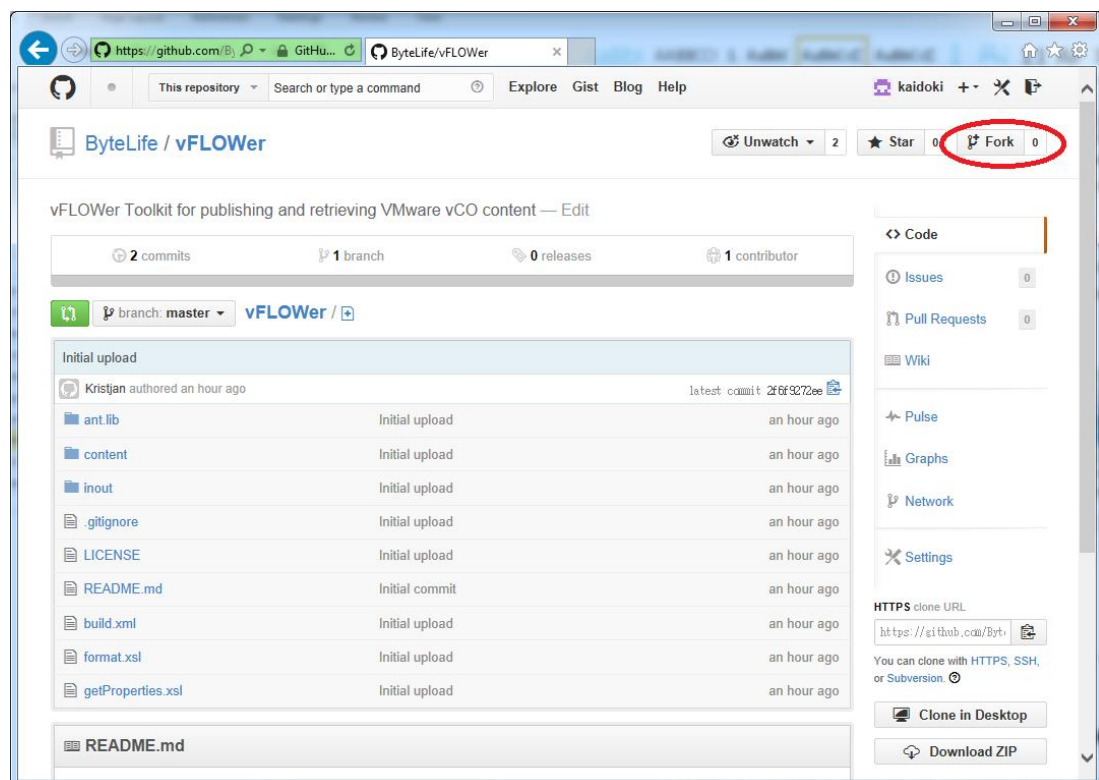 https://github.com/By GitHu... ByteLife/vFLOWer
This repository Search or type a command Explore Gist Blog Help kaidoki
ByteLife / vFLOWer Unwatch 2 Star 0 Fork 0
vFLOWer Toolkit for publishing and retrieving VMware vCO content — Edit
2 commits 1 branch 0 releases 1 contributor
branch: master vFLOWer /
Initial upload
Kristjan authored an hour ago latest commit 2f6f9272ee
ant.lib Initial upload an hour ago
content Initial upload an hour ago
inout Initial upload an hour ago
.gitignore Initial upload an hour ago
LICENSE Initial upload an hour ago
README.md Initial commit an hour ago
build.xml Initial upload an hour ago
format.xsl Initial upload an hour ago
getProperties.xsl Initial upload an hour ago
README.md
Code
Issues 0
Pull Requests 0
Wiki
Pulse
Graphs
Network
Settings
HTTPS clone URL
https://github.com/Byt
You can clone with HTTPS, SSH,
or Subversion.
Clone in Desktop
Download ZIP